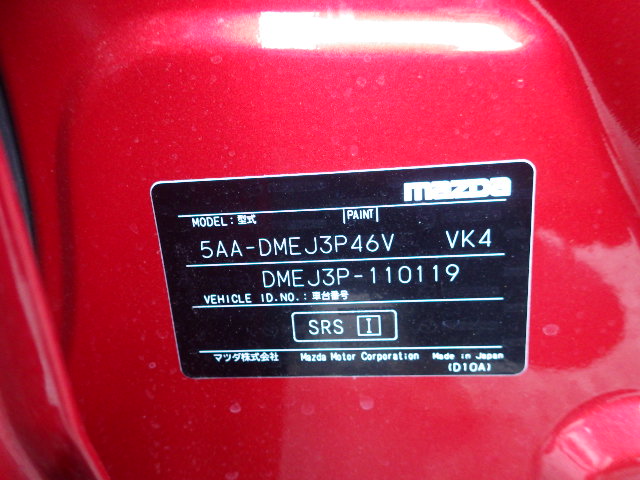 mazda
MODEL: 型式 PAINT
5AA-DMEJ3P46V VK4
DMEJ3P-110119
VEHICLE ID.NO.: 車台番号
SRS I
マツダ株式会社 Mazda Motor Corporation Made in Japan
(D10A)